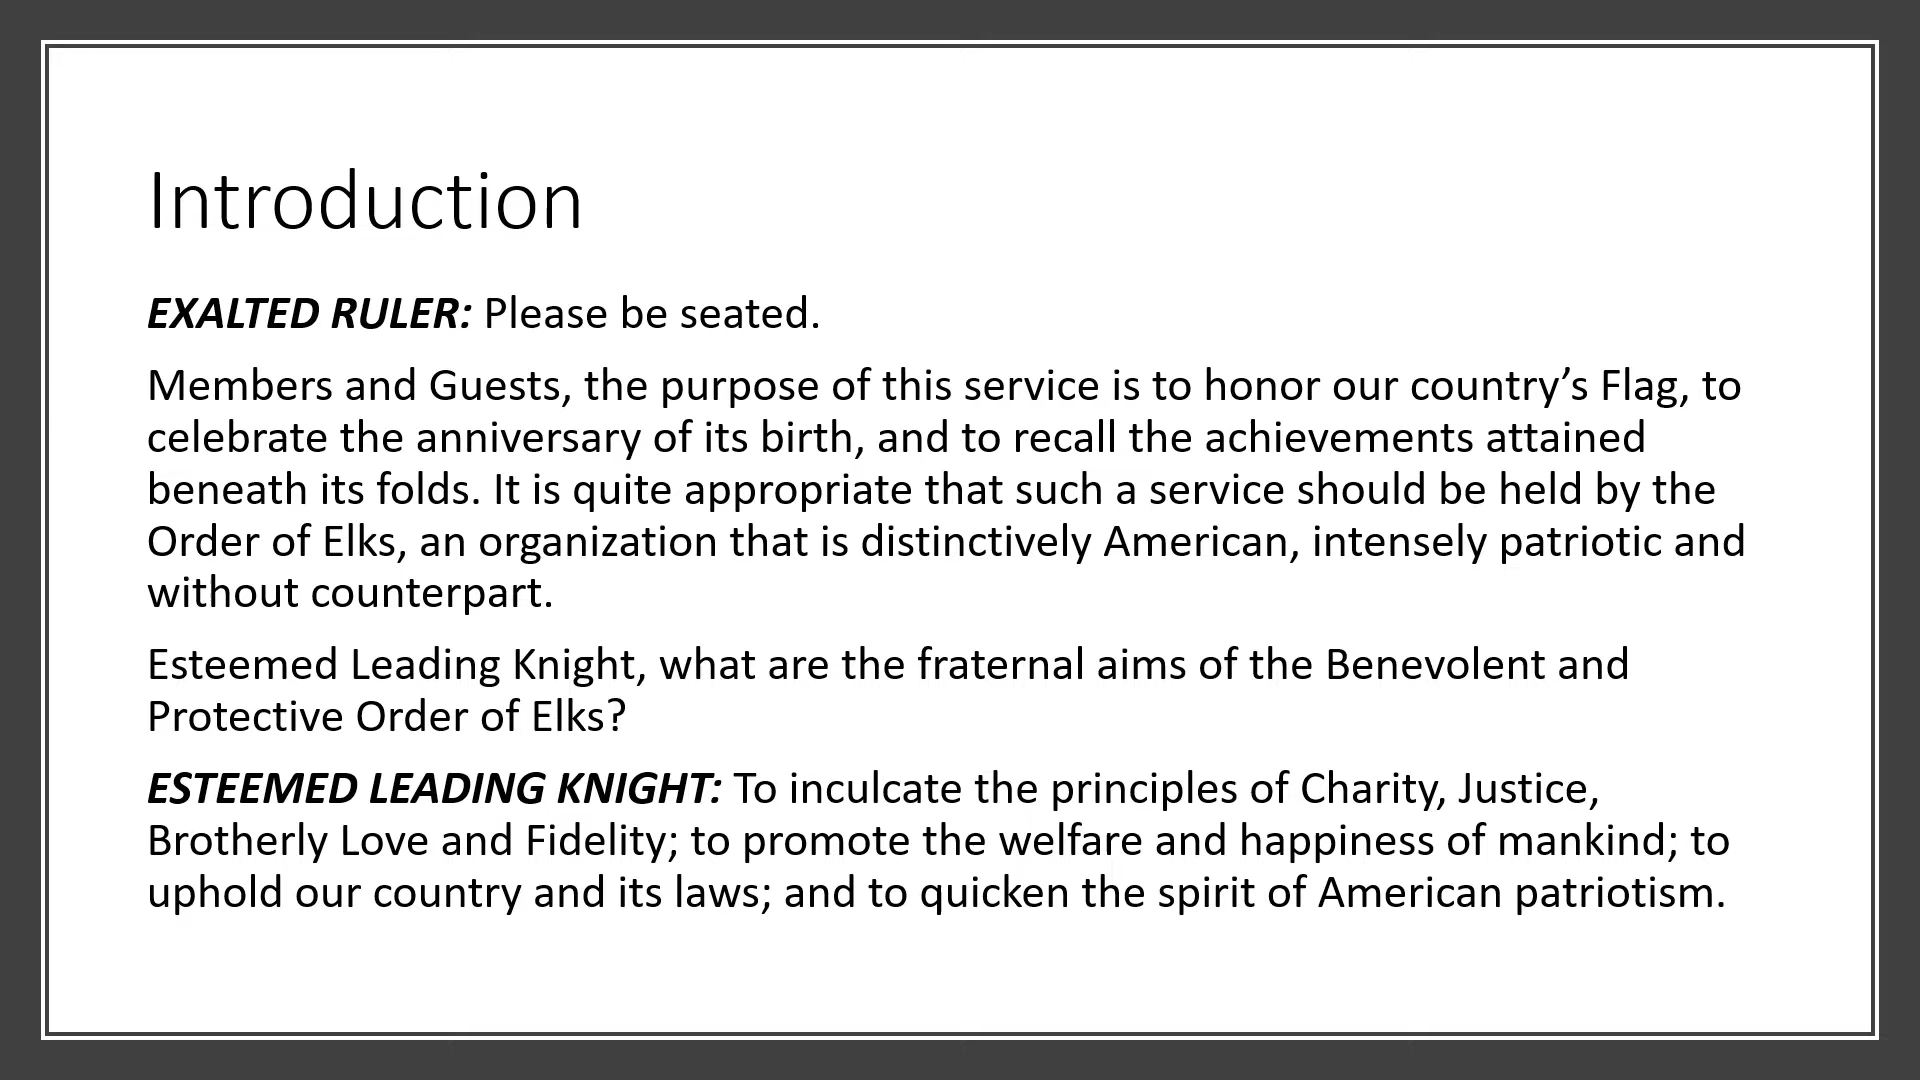 Introduction
EXALTED RULER: Please be seated.
Members and Guests, the purpose of this service is to honor our country’s Flag, to
celebrate the anniversary of its birth, and to recall the achievements attained
beneath its folds. It is quite appropriate that such a service should be held by the
Order of Elks, an organization that is distinctively American, intensely patriotic and
without counterpart.
Esteemed Leading Knight, what are the fraternal aims of the Benevolent and
Protective Order of Elks?
ESTEEMED LEADING KNIGHT: To inculcate the principles of Charity, Justice,
Brotherly Love and Fidelity; to promote the welfare and happiness of mankind; to
uphold our country and its laws; and to quicken the spirit of American patriotism.